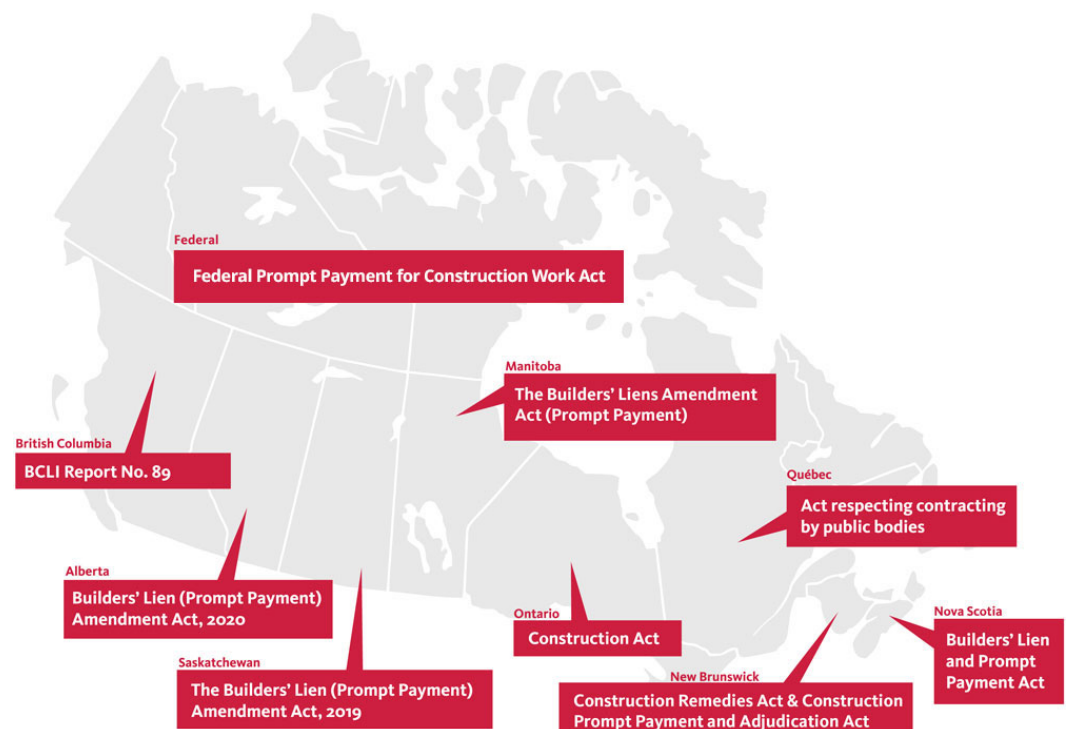 Federal
Federal Prompt Payment for Construction Work Act
Manitoba
The Builders’ Liens Amendment
Act (Prompt Payment)
British Columbia
BCLI Report No. 89
Québec
Act respecting contracting
by public bodies
Alberta
Builders’ Lien (Prompt Payment)
Amendment Act, 2020
Ontario
Construction Act
Nova Scotia
Builders’ Lien
and Prompt
Payment Act
Saskatchewan
The Builders’ Lien (Prompt Payment)
Amendment Act, 2019
New Brunswick
Construction Remedies Act & Construction
Prompt Payment and Adjudication Act